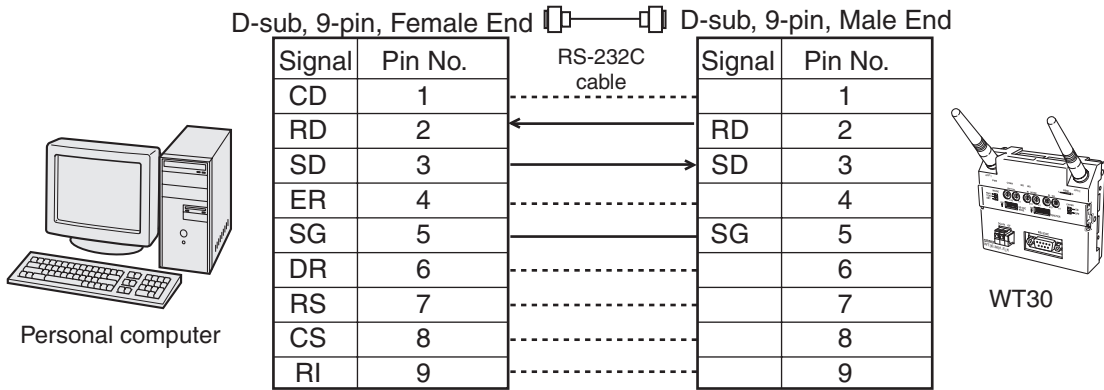 D-sub, 9-pin, Female End D-sub, 9-pin, Male End
Signal Pin No. RS-232C cable Signal Pin No.
CD 1 1
RD 2 RD 2
SD 3 SD 3
ER 4 4
SG 5 SG 5
DR 6 6
RS 7 7
CS 8 8
RI 9 9
Personal computer
WT30